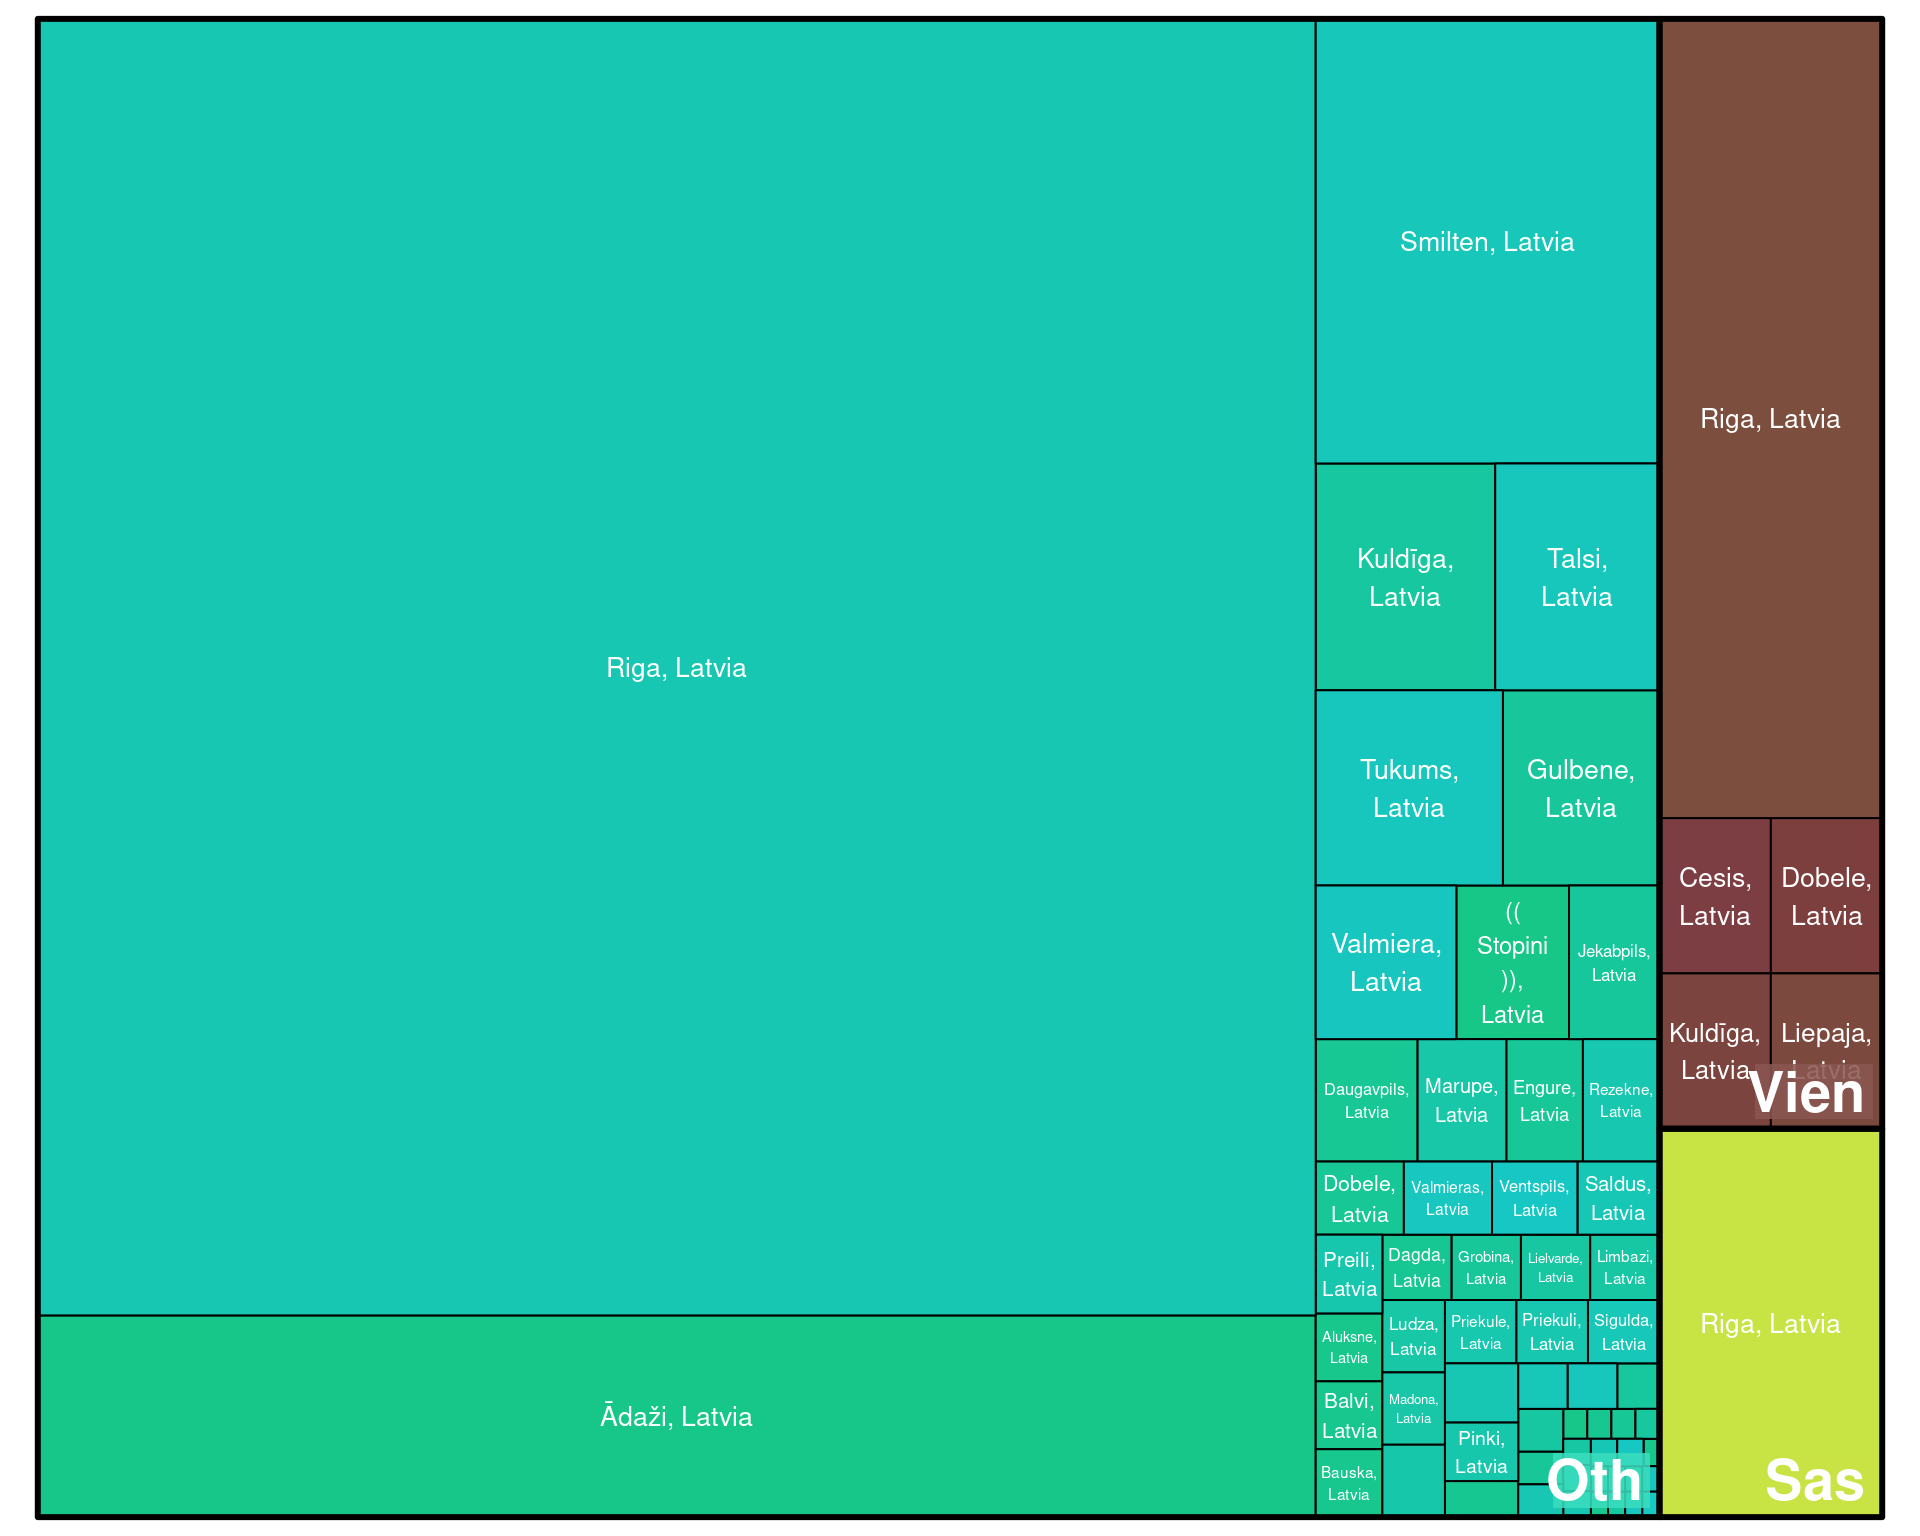 Riga, Latvia
Ādaži, Latvia
Smilten, Latvia
Kuldīga,
Latvia
Talsi,
Latvia
Tukums,
Latvia
Gulbene,
Latvia
Valmiera,
Latvia
((
Stopini
)),
Latvia
Jekabpils,
Latvia
Daugavpils,
Latvia
Marupe,
Latvia
Engure,
Latvia
Rezekne,
Latvia
Dobele,
Latvia
Valmieras,
Latvia
Ventspils,
Latvia
Saldus,
Latvia
Preili,
Latvia
Dagda,
Latvia
Grobina,
Latvia
Lielvarde,
Latvia
Limbazi,
Latvia
Aluksne,
Latvia
Ludza,
Latvia
Priekule,
Latvia
Priekuli,
Latvia
Sigulda,
Latvia
Balvi,
Latvia
Madona,
Latvia
Pinki,
Latvia
Bauska,
Latvia
Oth
Riga, Latvia
Cesis,
Latvia
Dobele,
Latvia
Kuldīga,
Latvia
Liepaja,
Latvia
Vien
Riga, Latvia
Sas